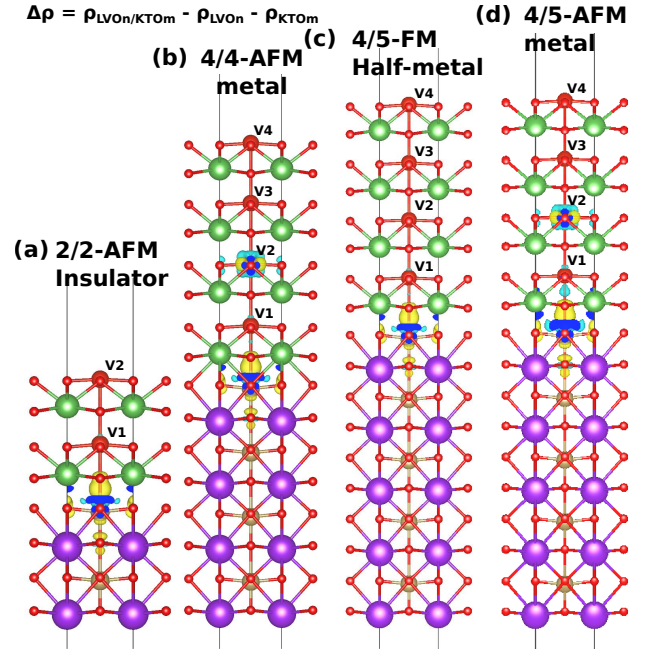 Δρ = ρLVOn/KTOm - ρLVOn - ρKTOm
(a) 2/2-AFM
Insulator
V2
V1
(b) 4/4-AFM
metal
V4
V3
V2
V1
(c) 4/5-FM
Half-metal
V4
V3
V2
V1
(d) 4/5-AFM
metal
V4
V3
V2
V1